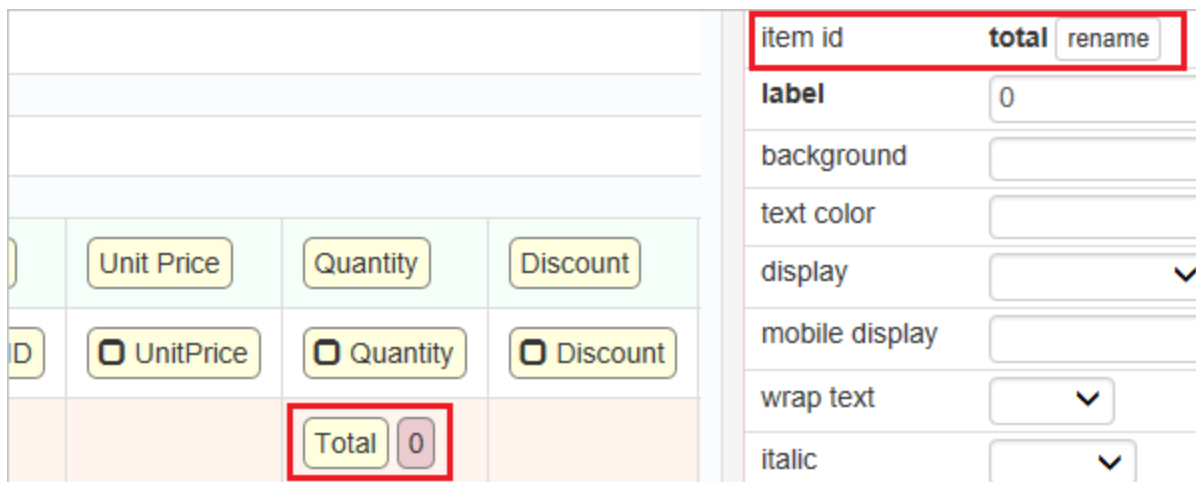 item id total rename
label 0
background
text color
Unit Price Quantity Discount
display
mobile display
ID UnitPrice Quantity Discount
wrap text
Total 0
italic